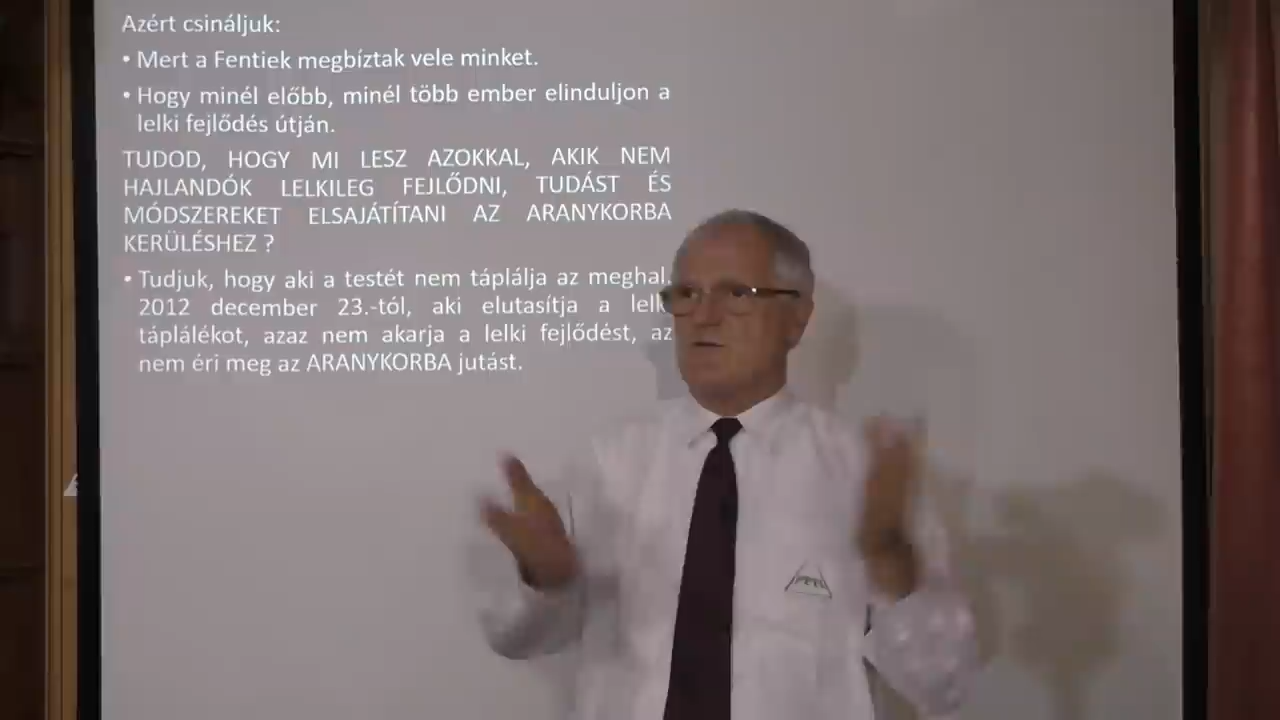 Azért csináljuk:
• Mert a Fentiek megbíztak vele minket.
• Hogy minél előbb, minél több ember elinduljon a
lelki fejlődés útján.
TUDOD, HOGY MI LESZ AZOKKAL, AKIK NEM
HAJLANDÓK LELKILEG FEJLŐDNI, TUDÁST ÉS
MÓDSZEREKET ELSAJÁTÍTANI AZ ARANYKORBA
KERÜLÉSHEZ ?
• Tudjuk, hogy aki a testét nem táplálja az meghal.
2012 december 23.-tól, aki elutasítja a lelk
táplálékot, azaz nem akarja a lelki fejlődést, az
nem éri meg az ARANYKORBA jutást.